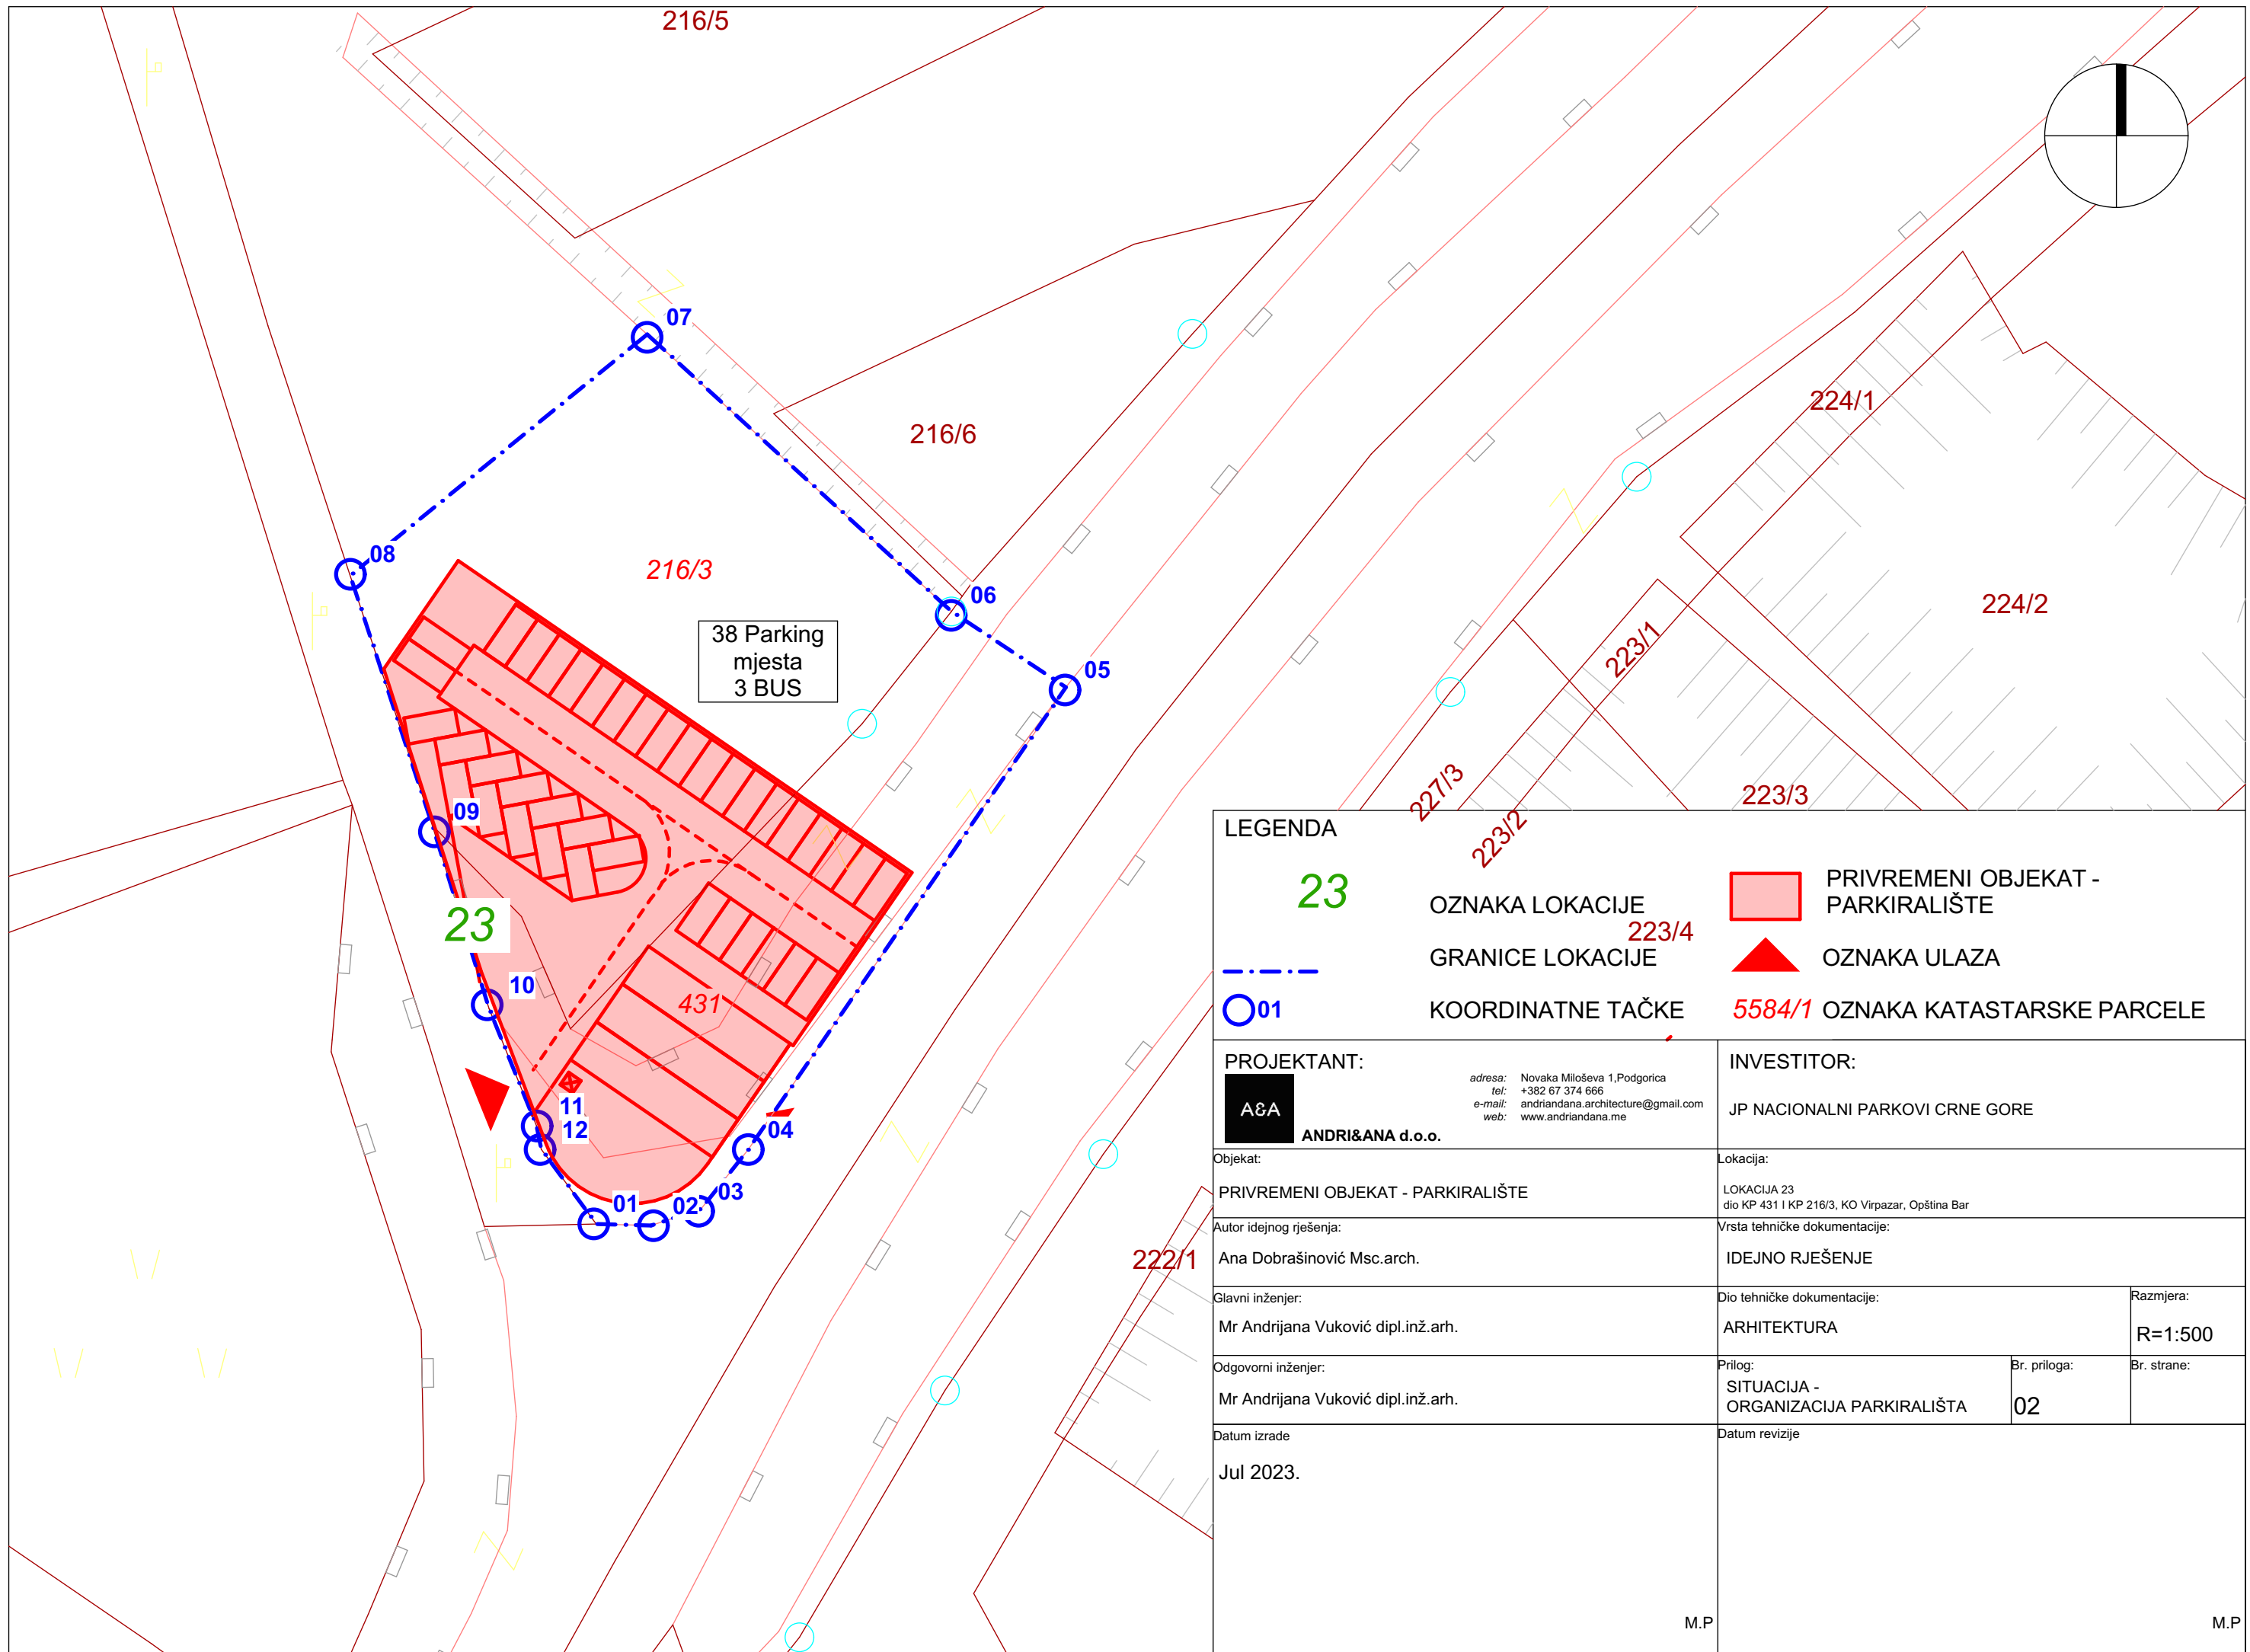 216/5
07
216/6
224/1
08
216/3
06
224/2
38 Parking
mjesta
3 BUS
223/1
05
227/3
223/3
09
223/2
23
10
431
11
12
04
01
02
03
222/1
LEGENDA
23
OZNAKA LOKACIJE
PRIVREMENI OBJEKAT -
PARKIRALIŠTE
223/4
GRANICE LOKACIJE
OZNAKA ULAZA
01
KOORDINATNE TAČKE
5584/1 OZNAKA KATASTARSKE PARCELE
PROJEKTANT:
A&A
ANDRI&ANA d.o.o.
adresa: Novaka Miloševa 1,Podgorica
tel: +382 67 374 666
e-mail: andriandana.architecture@gmail.com
web: www.andriandana.me
INVESTITOR:
JP NACIONALNI PARKOVI CRNE GORE
Objekat:
PRIVREMENI OBJEKAT - PARKIRALIŠTE
Lokacija:
LOKACIJA 23
dio KP 431 I KP 216/3, KO Virpazar, Opština Bar
Autor idejnog rješenja:
Ana Dobrašinović Msc.arch.
Vrsta tehničke dokumentacije:
IDEJNO RJEŠENJE
Glavni inženjer:
Mr Andrijana Vuković dipl.inž.arh.
Dio tehničke dokumentacije:
ARHITEKTURA
Razmjera:
R=1:500
Odgovorni inženjer:
Mr Andrijana Vuković dipl.inž.arh.
Prilog:
SITUACIJA -
ORGANIZACIJA PARKIRALIŠTA
Br. priloga:
02
Br. strane:
Datum izrade
Jul 2023.
Datum revizije
M.P
M.P